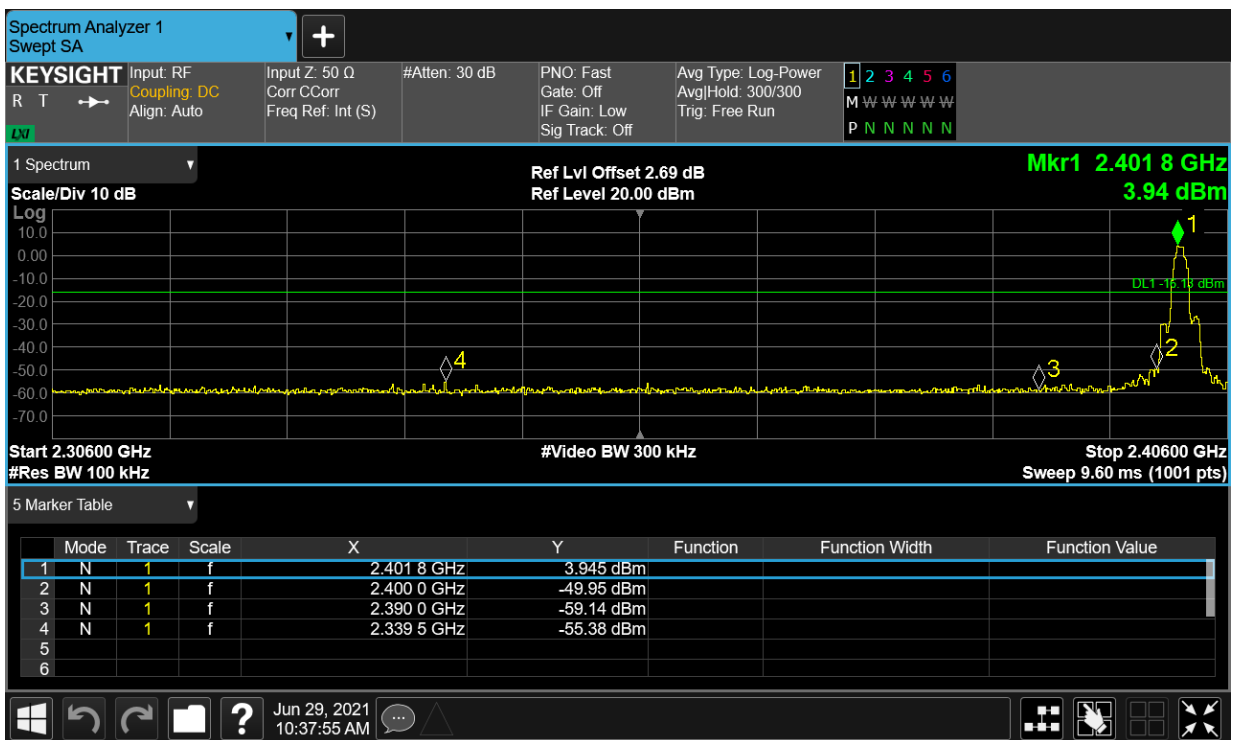 Spectrum Analyzer 1
Swept SA
KEYSIGHT Input: RF Input Z: 50 Ω #Atten: 30 dB PNO: Fast Avg Type: Log-Power 1 2 3 4 5 6
R T Coupling: DC Corr CCorr Gate: Off Avg|Hold: 300/300 M W W W W W
Align: Auto Freq Ref: Int (S) IF Gain: Low Trig: Free Run
LXI Sig Track: Off P N N N N N
1 Spectrum Ref Lvl Offset 2.69 dB Mkr1 2.401 8 GHz
Scale/Div 10 dB Ref Level 20.00 dBm 3.94 dBm
Log
1
10.0
0.00
-10.0
DL1
dBm
-20.0
-30.0
-40.0
2
4
3
-50.0
-60.0
-70.0
Start 2.30600 GHz #Video BW 300 kHz Stop 2.40600 GHz
#Res BW 100 kHz Sweep 9.60 ms (1001 pts)
5 Marker Table
Mode Trace Scale X Y Function Function Width Function Value
1 N 1 f 2.401 8 GHz 3.945 dBm
2 N 1 f 2.400 0 GHz -49.95 dBm
3 N 1 f 2.390 0 GHz -59.14 dBm
4 N 1 f 2.339 5 GHz -55.38 dBm
5
6
? Jun 29, 2021
10:37:55 AM